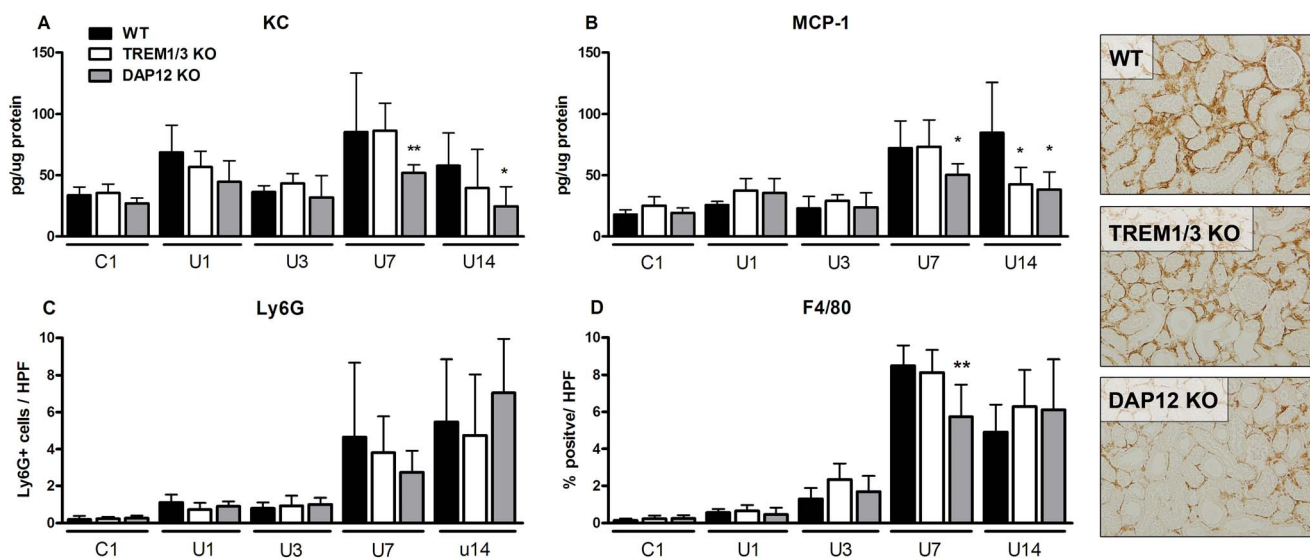 A
KC
WT
TREM1/3 KO
DAP12 KO
pg/ug protein
150
100
50
0
**
*
C1 U1 U3 U7 U14
B
MCP-1
pg/ug protein
150
100
50
0
*
* *
C1 U1 U3 U7 U14
C
Ly6G
Ly6G+ cells / HPF
10
8
6
4
2
0
C1 U1 U3 U7 u14
D
F4/80
% positve/ HPF
10
8
6
4
2
0
**
C1 U1 U3 U7 U14
WT
TREM1/3 KO
DAP12 KO